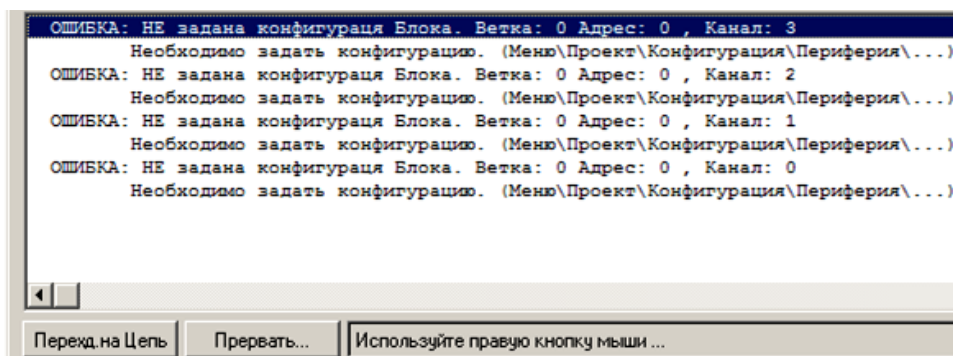 ОШИБКА: НЕ задана конфигураця Блока. Ветка: 0 Адрес: 0 , Канал: 3
Необходимо задать конфигурацию. (Меню\Проект\Конфигурация\Периферия\...)
ОШИБКА: НЕ задана конфигураця Блока. Ветка: 0 Адрес: 0 , Канал: 2
Необходимо задать конфигурацию. (Меню\Проект\Конфигурация\Периферия\...)
ОШИБКА: НЕ задана конфигураця Блока. Ветка: 0 Адрес: 0 , Канал: 1
Необходимо задать конфигурацию. (Меню\Проект\Конфигурация\Периферия\...)
ОШИБКА: НЕ задана конфигураця Блока. Ветка: 0 Адрес: 0 , Канал: 0
Необходимо задать конфигурацию. (Меню\Проект\Конфигурация\Периферия\...)
Перехд.на Цепь Прервать... Используйте правую кнопку мыши ...